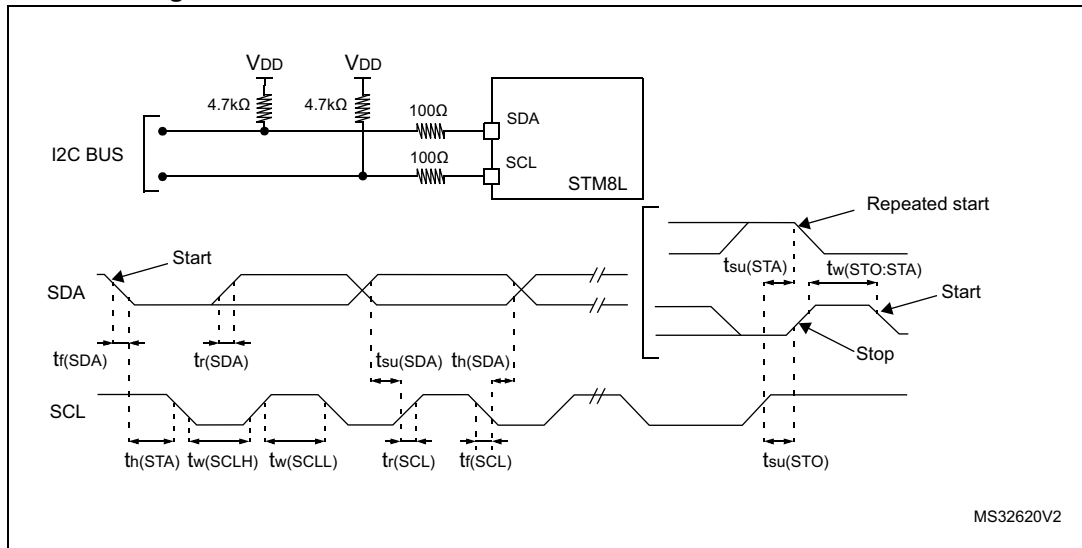 VDD VDD
4.7kΩ 4.7kΩ 100Ω
SDA
I2C BUS
100Ω
SCL
STM8L
Repeated start
Start
tsu(STA) tw(STO:STA)
SDA
Start
Stop
tf(SDA) tr(SDA) tsu(SDA) th(SDA)
SCL
th(STA) tw(SCLH) tw(SCLL) tr(SCL) tf(SCL) tsu(STO)
MS32620V2